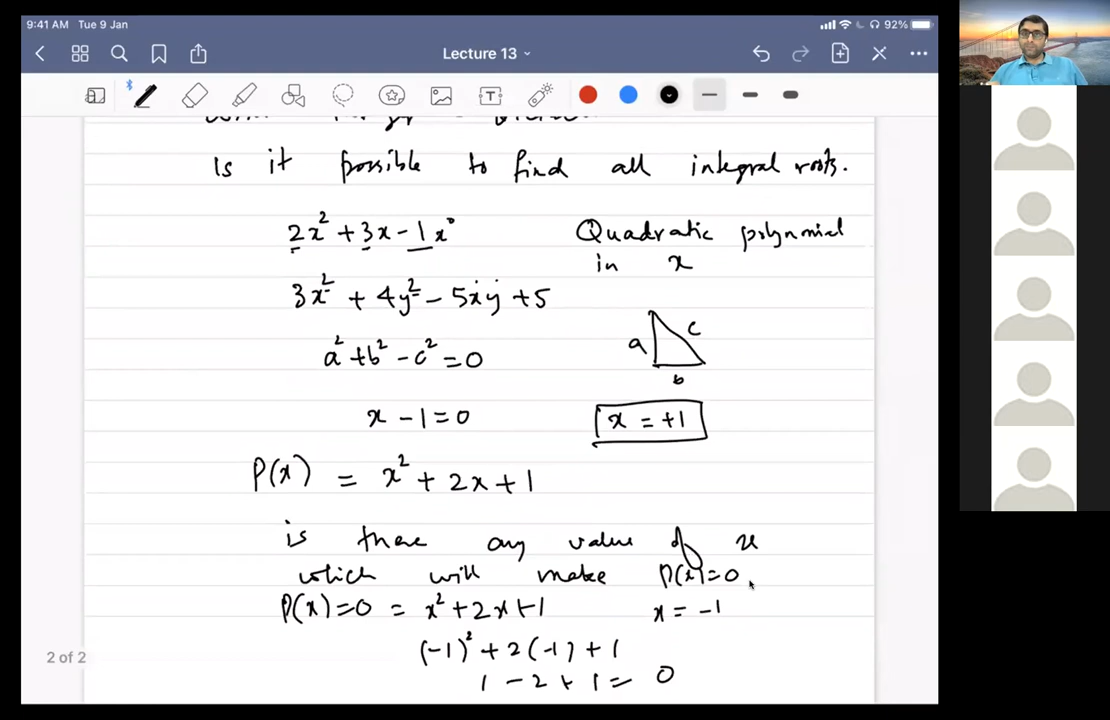 9:41 AM Tue 9 Jan
92%
Lecture 13
Is it possible to find all integral roots.
2x² + 3x - 1x⁰
Quadratic polynomial
in x
3x² + 4y² - 5xy + 5
a² + b² - c² = 0
a
c
b
x - 1 = 0
x = +1
P(x) = x² + 2x + 1
is there any value of x
which will make P(x)=0
P(x)=0 = x² + 2x + 1
x = -1
(-1)² + 2(-1) + 1
1 - 2 + 1 = 0
2 of 2